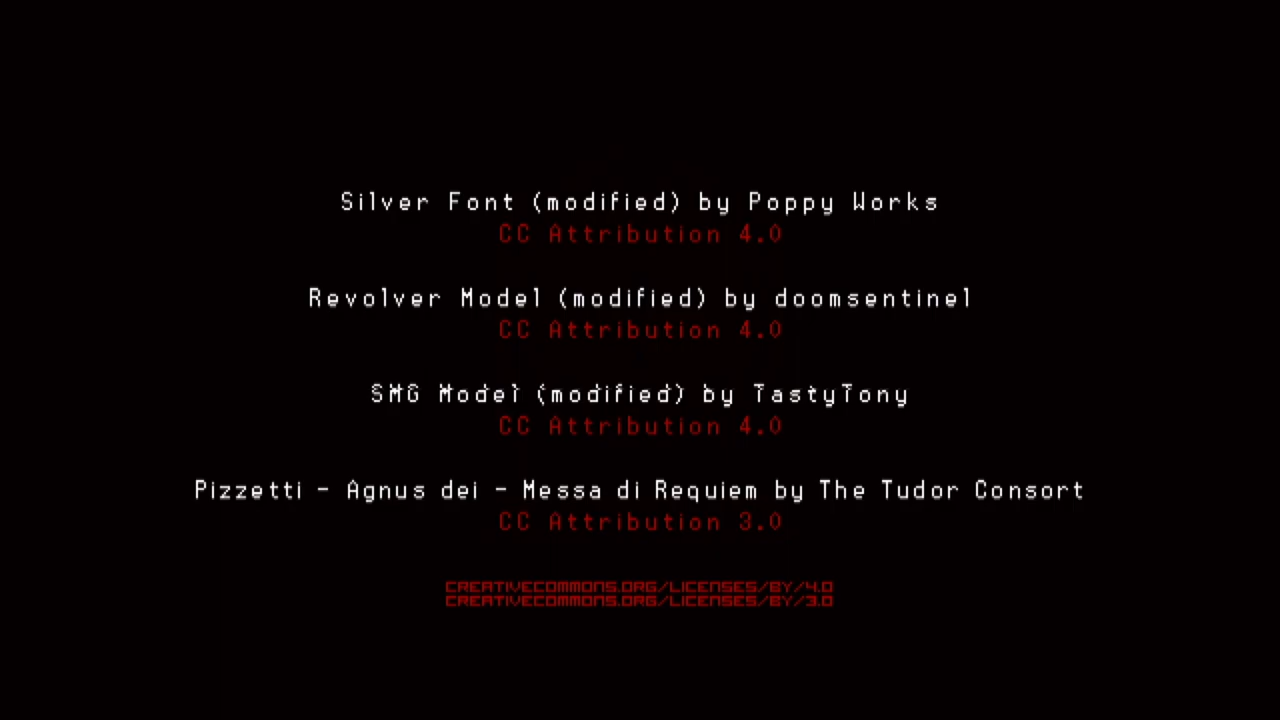 Silver Font (modified) by Poppy Works
CC Attribution 4.0
Revolver Model (modified) by doomsentinel
CC Attribution 4.0
SMG Model (modified) by TastyTony
CC Attribution 4.0
Pizzetti - Agnus dei - Messa di Requiem by The Tudor Consort
CC Attribution 3.0
CREATIVECOMMONS.ORG/LICENSES/BY/4.0
CREATIVECOMMONS.ORG/LICENSES/BY/3.0